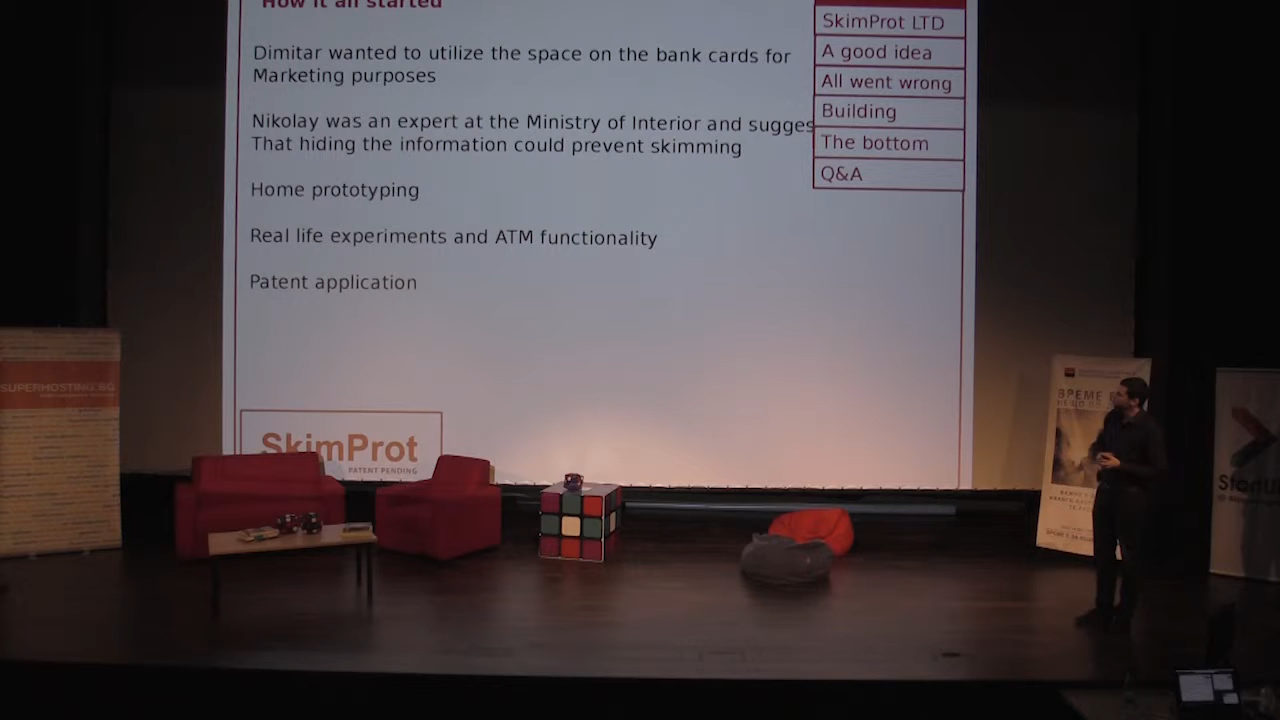 How it all started
Dimitar wanted to utilize the space on the bank cards for
Marketing purposes
Nikolay was an expert at the Ministry of Interior and sugges
That hiding the information could prevent skimming
Home prototyping
Real life experiments and ATM functionality
Patent application
SkimProt LTD
A good idea
All went wrong
Building
The bottom
Q&A
SkimProt
PATENT PENDING
SUPERHOSTING.BG
ВРЕМЕ Е